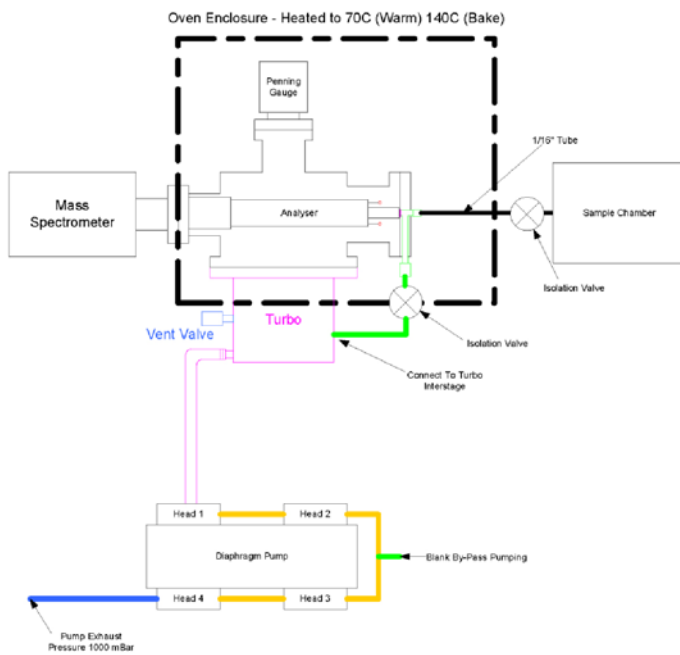 Oven Enclosure - Heated to 70C (Warm) 140C (Bake)
Penning
Gauge
1/16" Tube
Mass
Spectrometer
Analyser
Sample Chamber
Isolation Valve
Vent Valve
Turbo
Isolation Valve
Connect To Turbo
Interstage
Head 1
Head 2
Diaphragm Pump
Blank By-Pass Pumping
Head 4
Head 3
Pump Exhaust
Pressure 1000 mBar